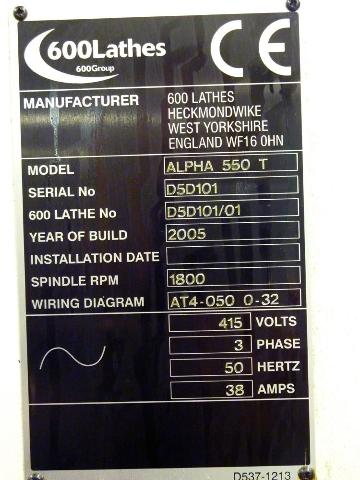 600Lathes
600Group
CE
MANUFACTURER 600 LATHES
HECKMONDWIKE
WEST YORKSHIRE
ENGLAND WF16 0HN
MODEL ALPHA 550 T
SERIAL No D5D101
600 LATHE No D5D101/01
YEAR OF BUILD 2005
INSTALLATION DATE
SPINDLE RPM 1800
WIRING DIAGRAM AT4-050 0-32
415 VOLTS
3 PHASE
50 HERTZ
38 AMPS
D537-1213